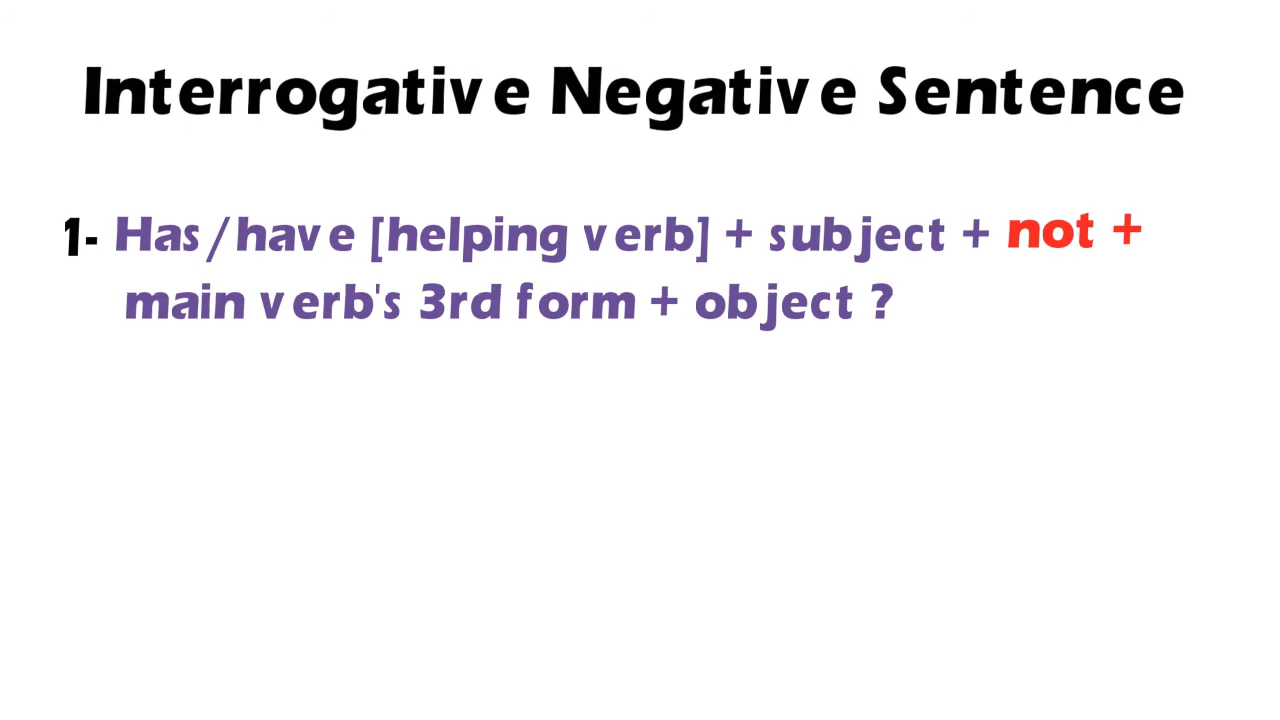 Interrogative Negative Sentence
1- Has/have [helping verb] + subject + not +
main verb's 3rd form + object ?